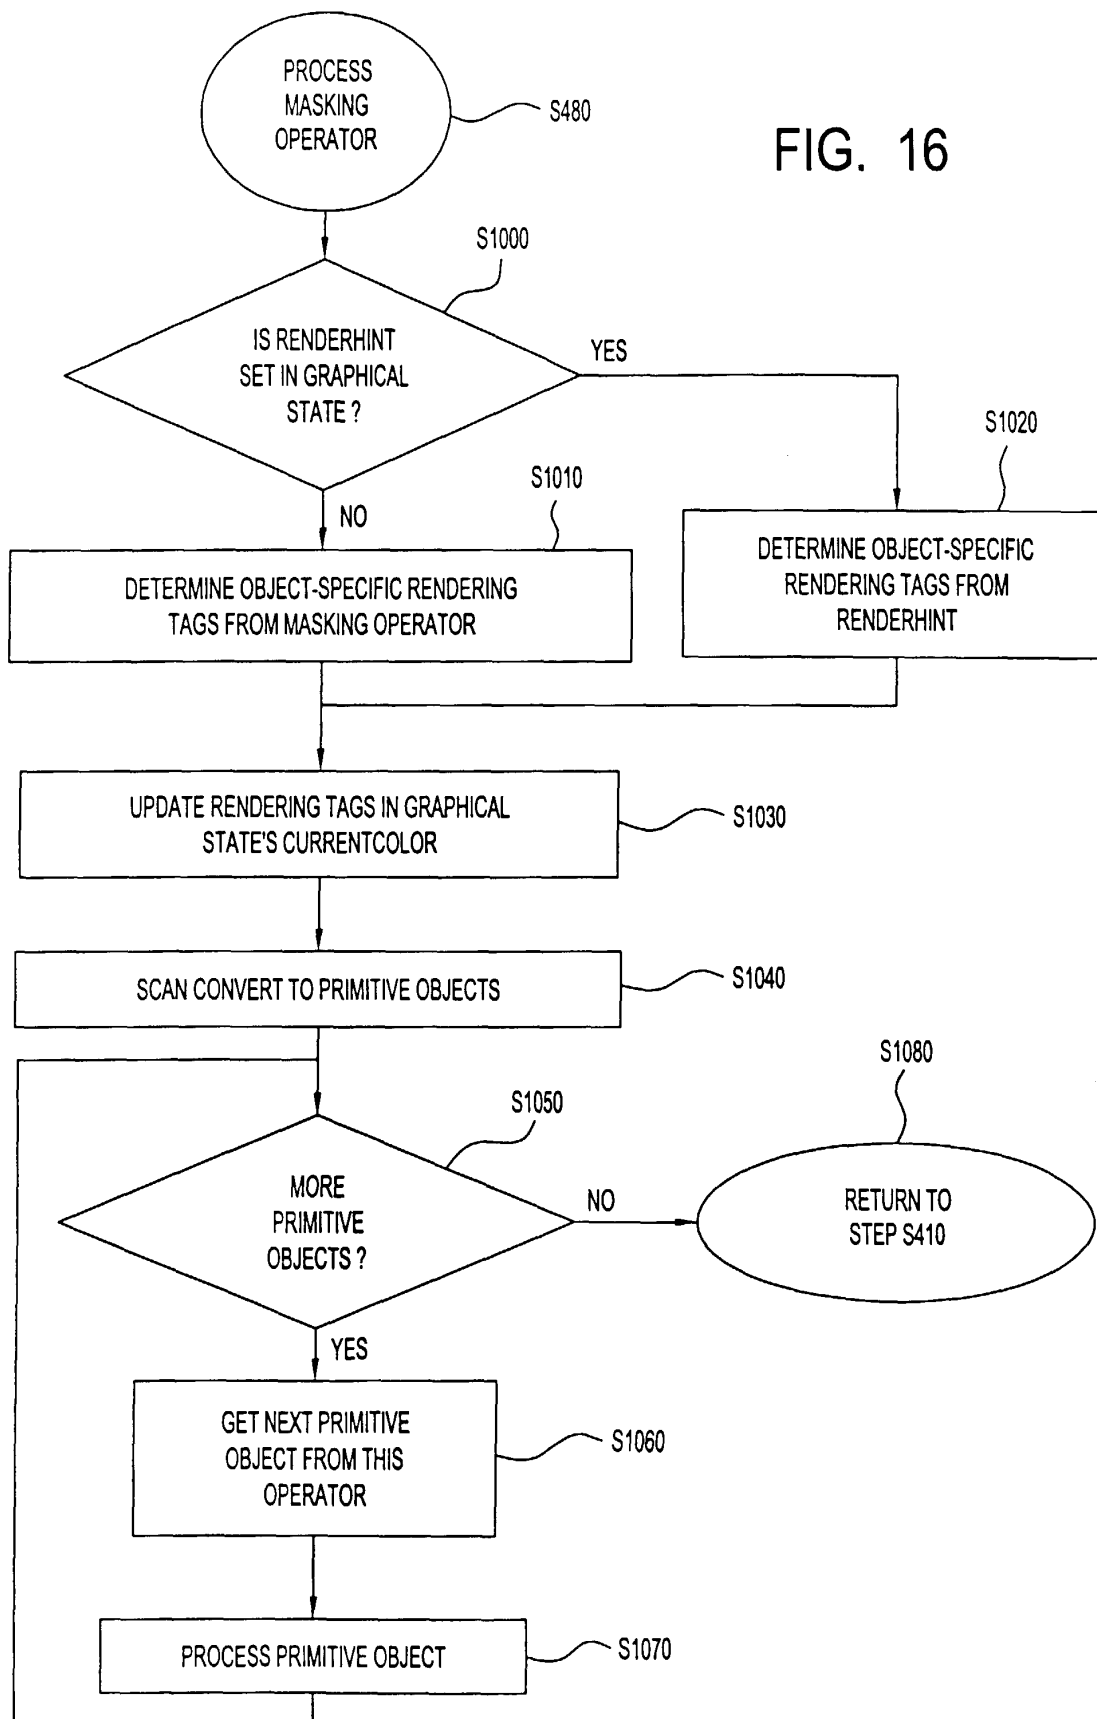 PROCESS
MASKING
OPERATOR
S480
FIG. 16
S1000
IS RENDERHINT
SET IN GRAPHICAL
STATE ?
YES
S1020
NO
S1010
DETERMINE OBJECT-SPECIFIC RENDERING
TAGS FROM MASKING OPERATOR
DETERMINE OBJECT-SPECIFIC
RENDERING TAGS FROM
RENDERHINT
UPDATE RENDERING TAGS IN GRAPHICAL
STATE'S CURRENTCOLOR
S1030
SCAN CONVERT TO PRIMITIVE OBJECTS
S1040
S1050
MORE
PRIMITIVE
OBJECTS ?
NO
S1080
RETURN TO
STEP S410
YES
GET NEXT PRIMITIVE
OBJECT FROM THIS
OPERATOR
S1060
PROCESS PRIMITIVE OBJECT
S1070